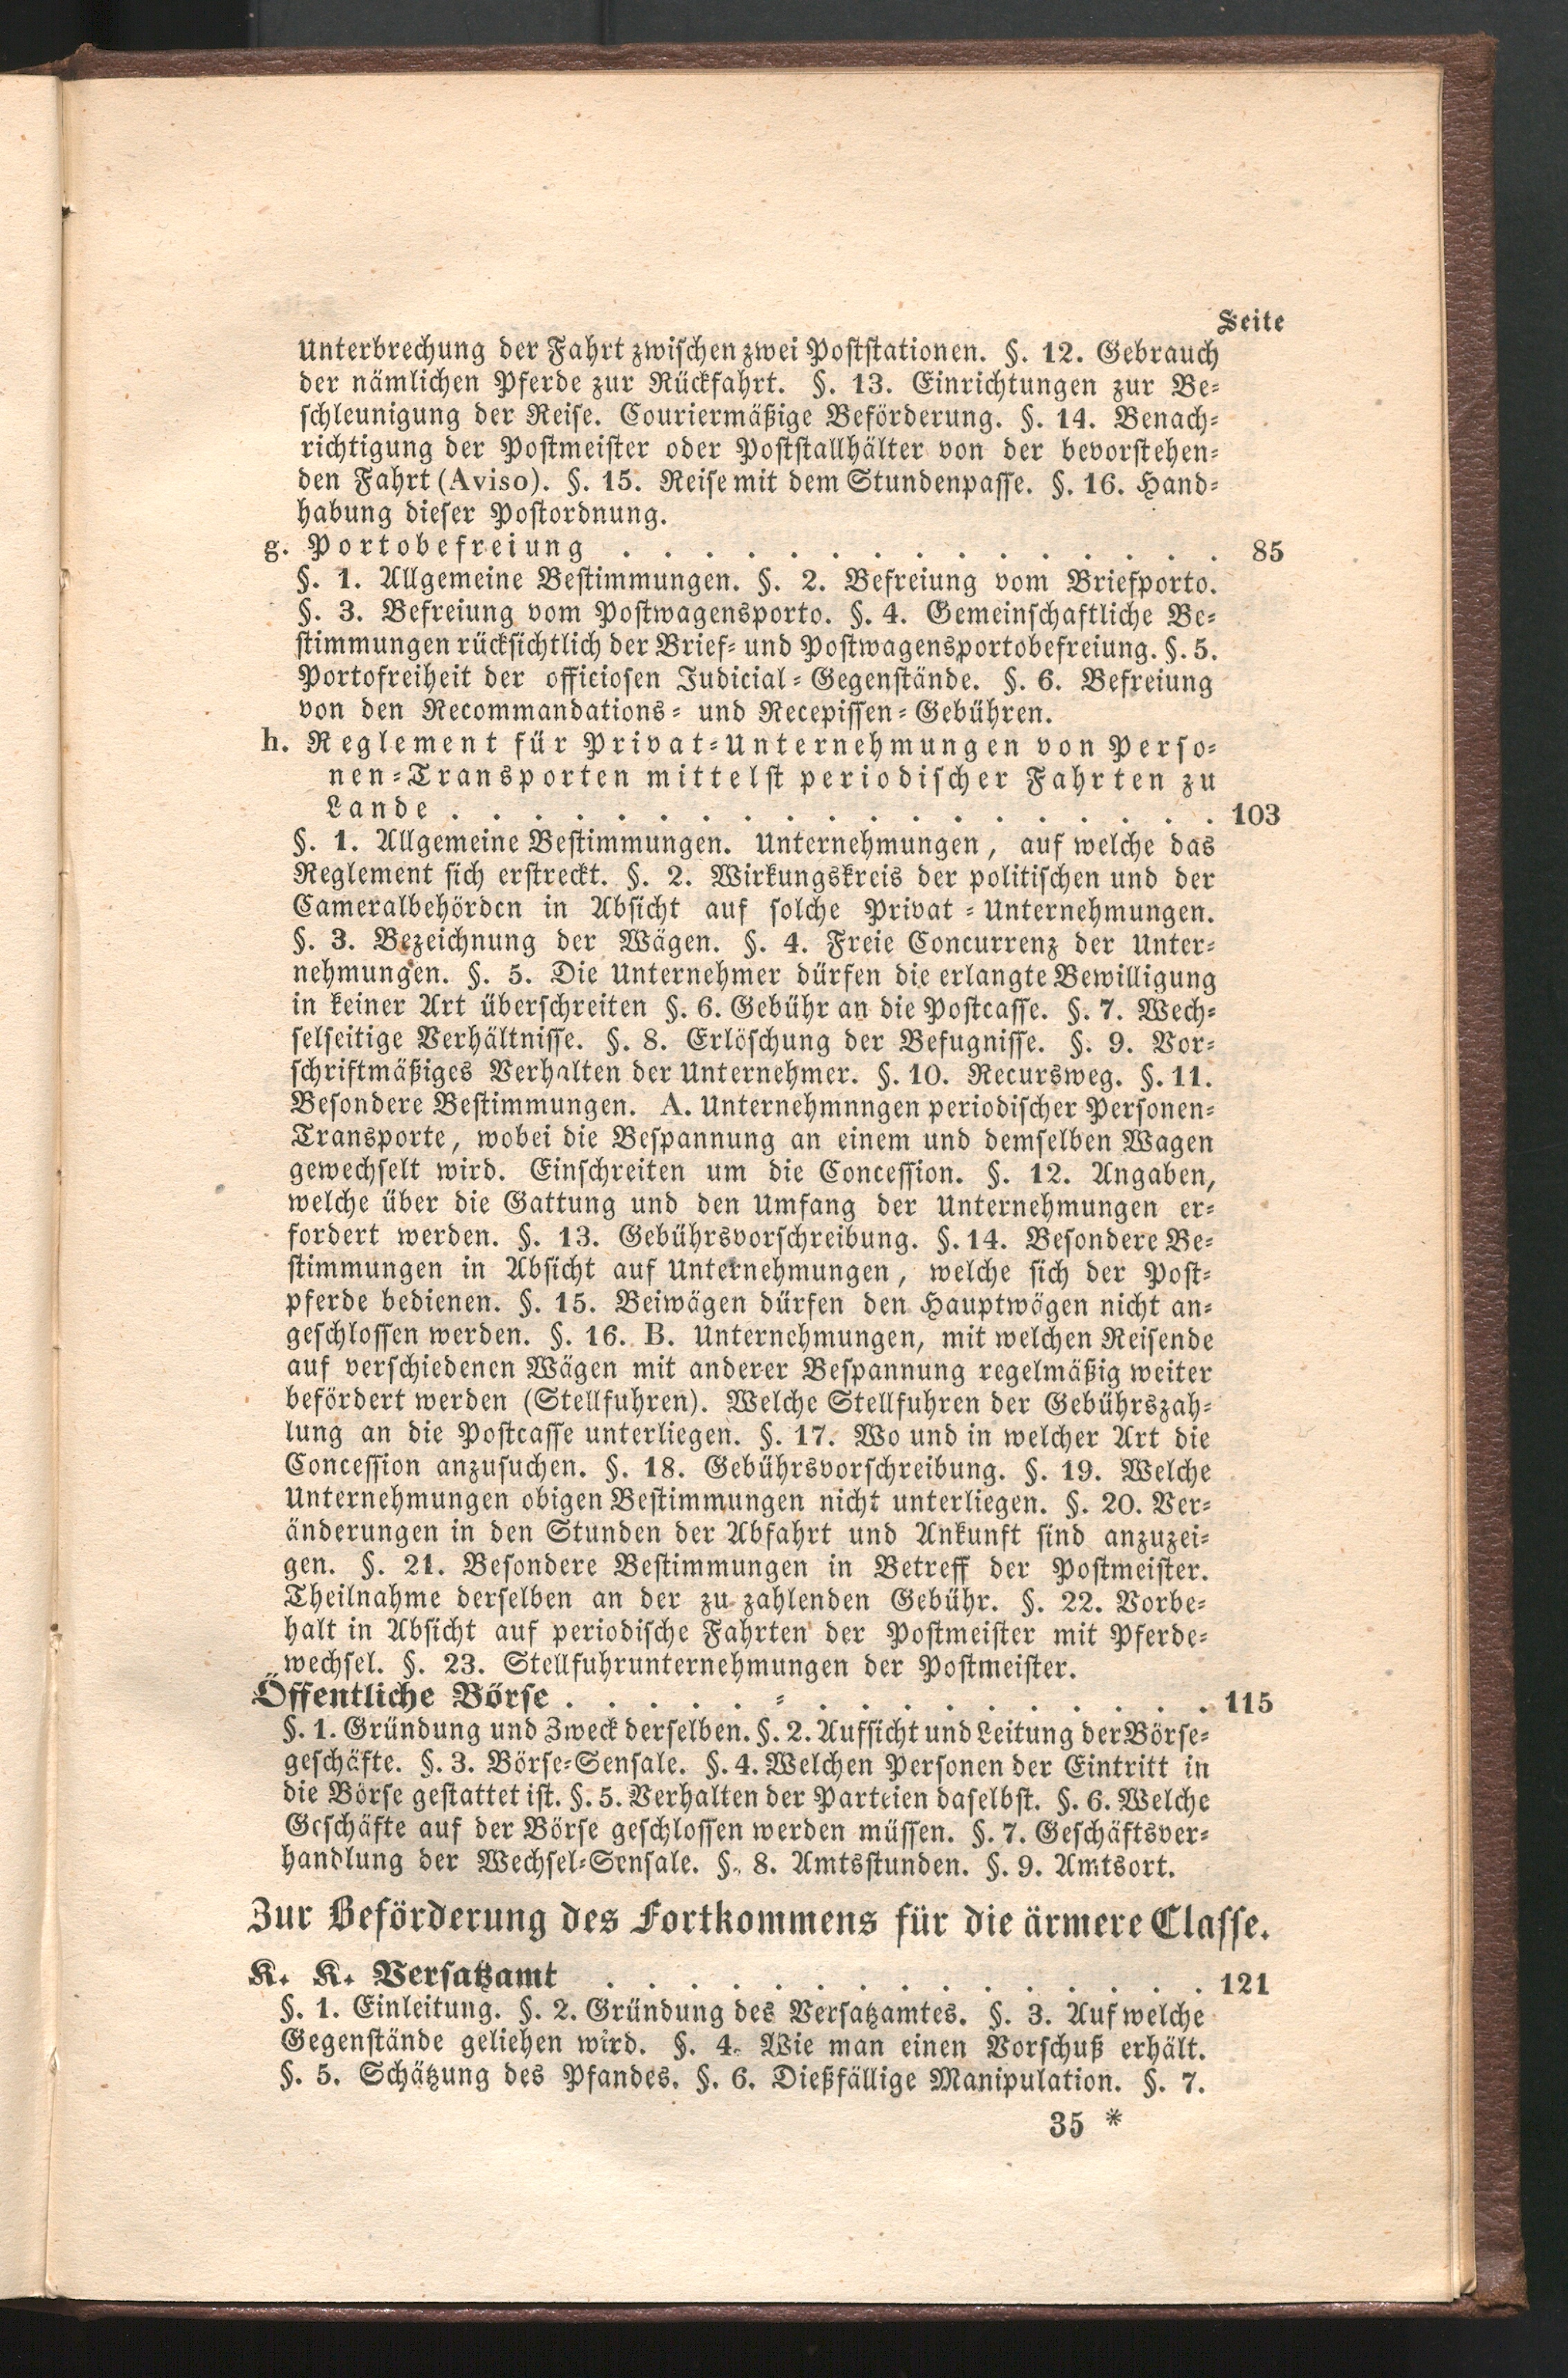 Seite
Unterbrechung der Fahrt zwischen zwei Poststationen. §. 12. Gebrauch
der nämlichen Pferde zur Rückfahrt. §. 13. Einrichtungen zur Be-
schleunigung der Reise. Couriermäßige Beförderung. §. 14. Benach-
richtigung der Postmeister oder Poststallhälter von der bevorstehen-
den Fahrt (Aviso). §. 15. Reise mit dem Stundenpasse. §. 16. Hand-
habung dieser Postordnung.
g. Portobefreiung . . . . . . . . . . . . . . . 85
§. 1. Allgemeine Bestimmungen. §. 2. Befreiung vom Briefporto.
§. 3. Befreiung vom Postwagensporto. §. 4. Gemeinschaftliche Be-
stimmungen rücksichtlich der Brief- und Postwagensportobefreiung. §. 5.
Portofreiheit der officiosen Judicial-Gegenstände. §. 6. Befreiung
von den Recommandations- und Recepissen-Gebühren.
h. Reglement für Privat-Unternehmungen von Perso-
nen-Transporten mittelst periodischer Fahrten zu
Lande . . . . . . . . . . . . . . . . . . . 103
§. 1. Allgemeine Bestimmungen. Unternehmungen, auf welche das
Reglement sich erstreckt. §. 2. Wirkungskreis der politischen und der
Cameralbehörden in Absicht auf solche Privat-Unternehmungen.
§. 3. Bezeichnung der Wägen. §. 4. Freie Concurrenz der Unter-
nehmungen. §. 5. Die Unternehmer dürfen die erlangte Bewilligung
in keiner Art überschreiten §. 6. Gebühr an die Postcasse. §. 7. Wech-
selseitige Verhältnisse. §. 8. Erlöschung der Befugnisse. §. 9. Vor-
schriftmäßiges Verhalten der Unternehmer. §. 10. Recursweg. §. 11.
Besondere Bestimmungen. A. Unternehmnngen periodischer Personen-
Transporte, wobei die Bespannung an einem und demselben Wagen
gewechselt wird. Einschreiten um die Concession. §. 12. Angaben,
welche über die Gattung und den Umfang der Unternehmungen er-
fordert werden. §. 13. Gebührsvorschreibung. §. 14. Besondere Be-
stimmungen in Absicht auf Unternehmungen, welche sich der Post-
pferde bedienen. §. 15. Beiwägen dürfen den Hauptwägen nicht an-
geschlossen werden. §. 16. B. Unternehmungen, mit welchen Reisende
auf verschiedenen Wägen mit anderer Bespannung regelmäßig weiter
befördert werden (Stellfuhren). Welche Stellfuhren der Gebührszah-
lung an die Postcasse unterliegen. §. 17. Wo und in welcher Art die
Concession anzusuchen. §. 18. Gebührsvorschreibung. §. 19. Welche
Unternehmungen obigen Bestimmungen nicht unterliegen. §. 20. Ver-
änderungen in den Stunden der Abfahrt und Ankunft sind anzuzei-
gen. §. 21. Besondere Bestimmungen in Betreff der Postmeister.
Theilnahme derselben an der zu zahlenden Gebühr. §. 22. Vorbe-
halt in Absicht auf periodische Fahrten der Postmeister mit Pferde-
wechsel. §. 23. Stellfuhrunternehmungen der Postmeister.
Öffentliche Börse . . . . . . . . . . . . . . . . 115
§. 1. Gründung und Zweck derselben. §. 2. Aufsicht und Leitung der Börse-
geschäfte. §. 3. Börse-Sensale. §. 4. Welchen Personen der Eintritt in
die Börse gestattet ist. §. 5. Verhalten der Parteien daselbst. §. 6. Welche
Geschäfte auf der Börse geschlossen werden müssen. §. 7. Geschäftsver-
handlung der Wechsel-Sensale. §. 8. Amtsstunden. §. 9. Amtsort.
Zur Beförderung des Fortkommens für die ärmere Classe.
K. K. Versatzamt . . . . . . . . . . . . . . . 121
§. 1. Einleitung. §. 2. Gründung des Versatzamtes. §. 3. Auf welche
Gegenstände geliehen wird. §. 4. Wie man einen Vorschuß erhält.
§. 5. Schätzung des Pfandes. §. 6. Dießfällige Manipulation. §. 7.
35 *